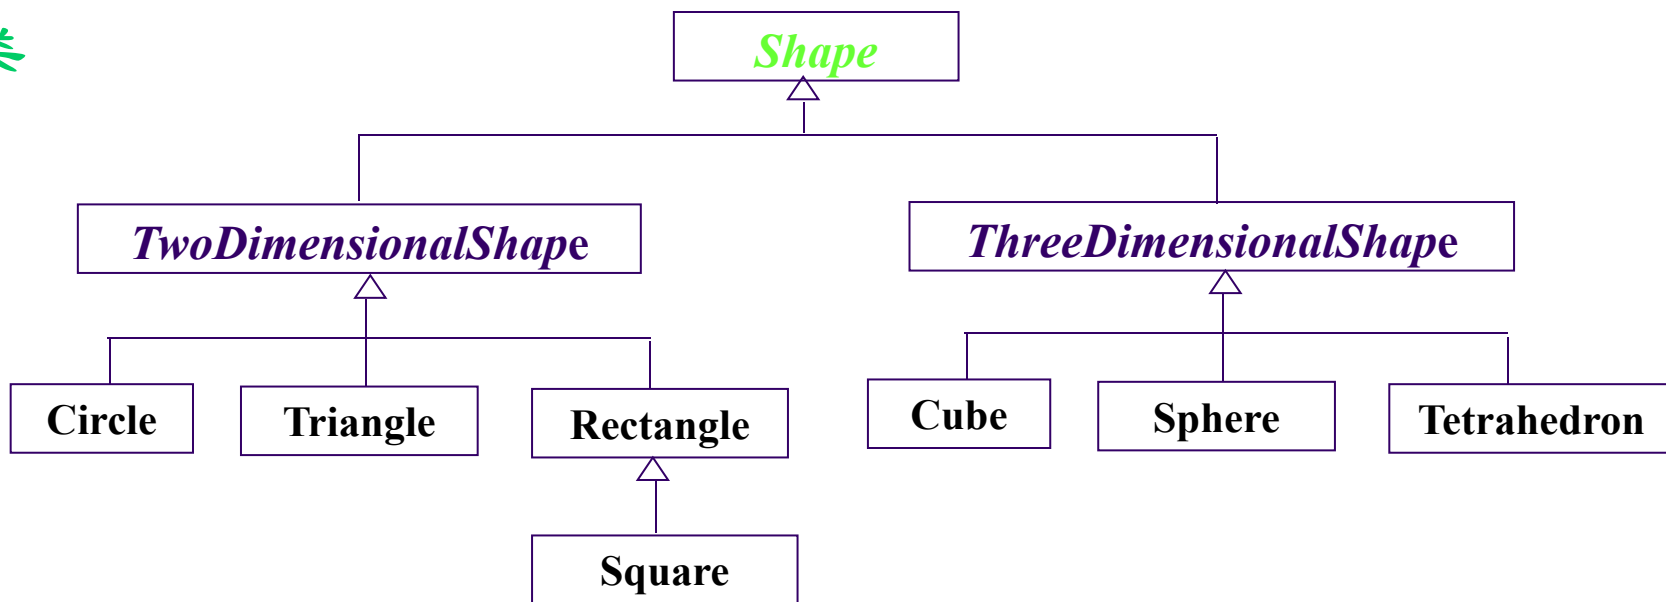 Shape
TwoDimensionalShape
ThreeDimensionalShape
Circle
Triangle
Rectangle
Cube
Sphere
Tetrahedron
Square